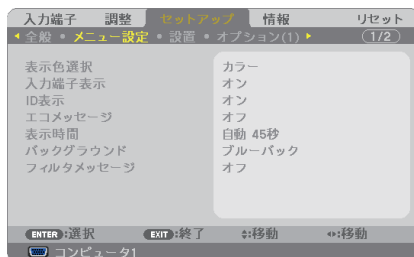 入力端子 調整 セットアップ 情報 リセット
全般 • メニュー設定 • 設置 • オプション(1) 1/2
表示色選択 カラー
入力端子表示 オン
ID表示 オン
エコメッセージ オフ
表示時間 自動 45秒
バックグラウンド ブルーバック
フィルタメッセージ オフ
ENTER:選択 EXIT:終了 :移動 :移動
コンピュータ1